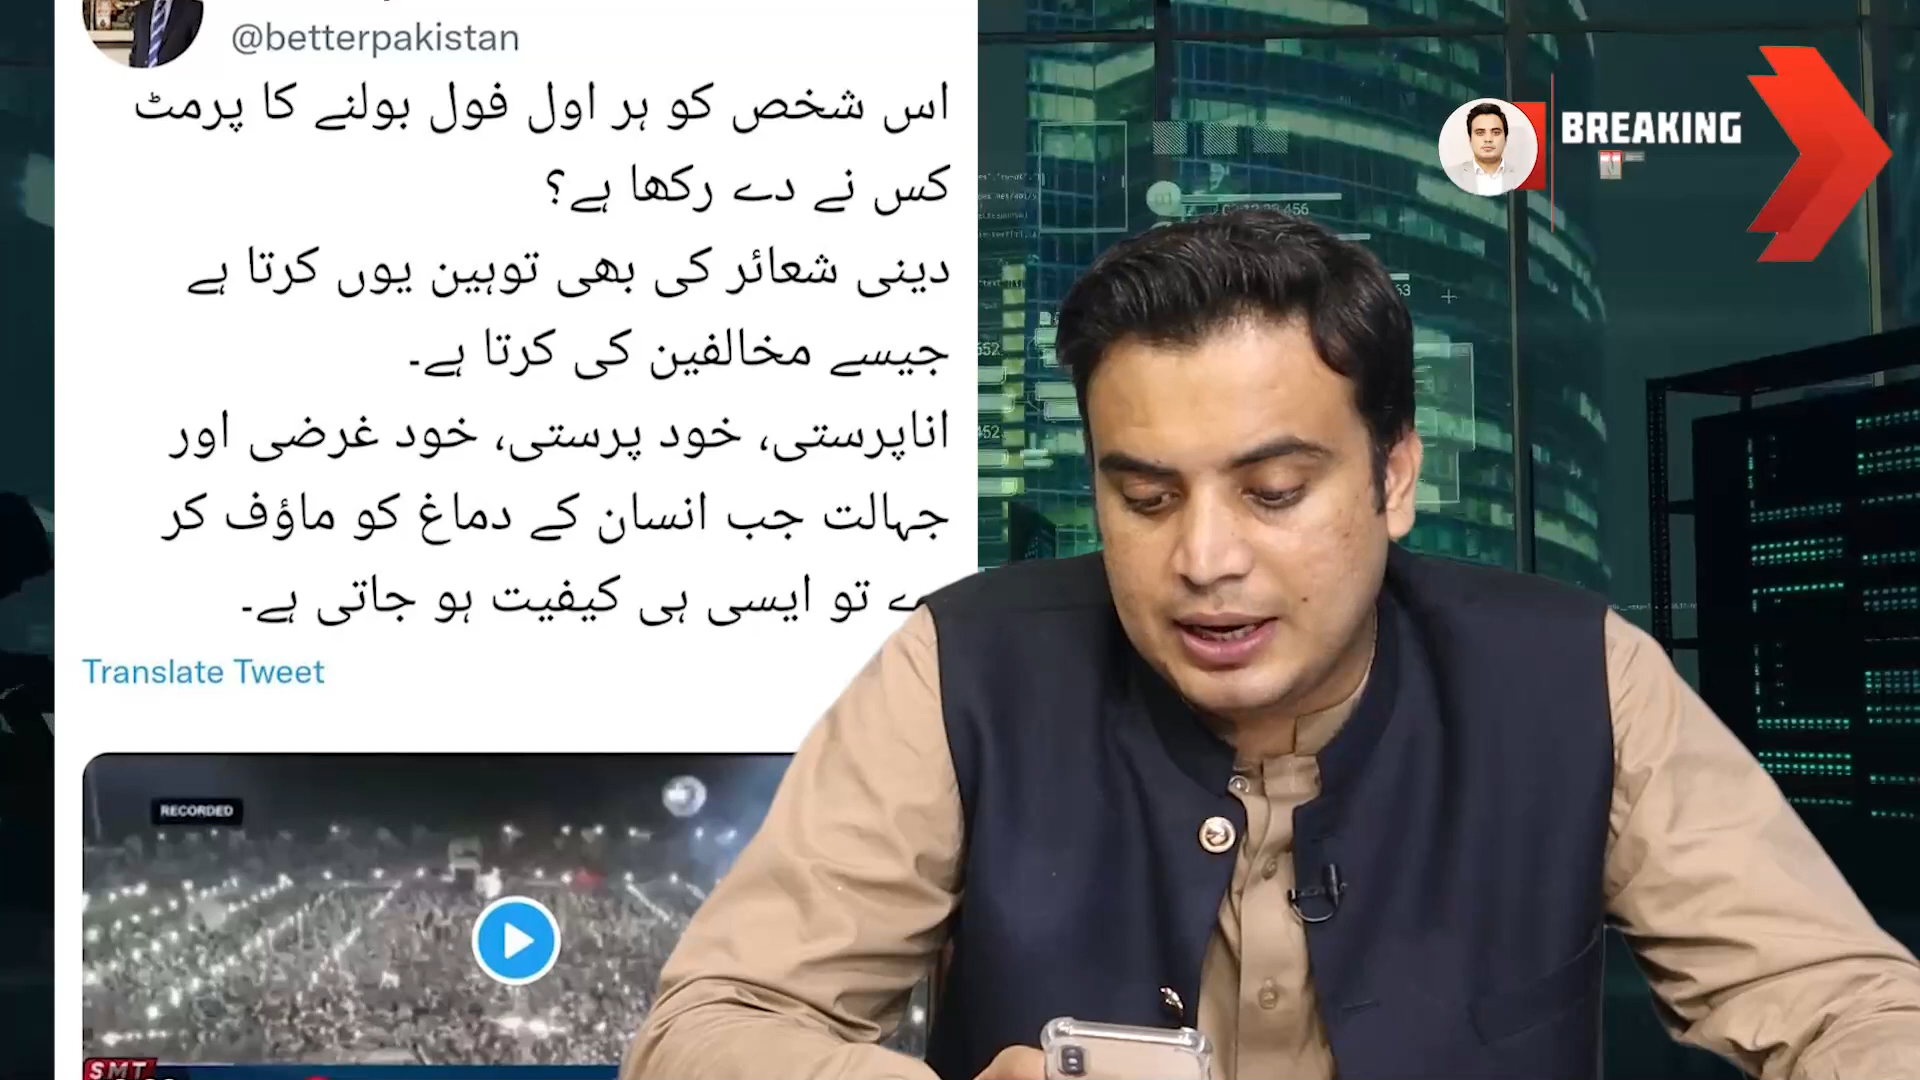 @betterpakistan
اس شخص کو ہر اول فول بولنے کا پرمٹ
کس نے دے رکھا ہے؟
دینی شعائر کی بھی توہین یوں کرتا ہے
جیسے مخالفین کی کرتا ہے۔
اناپرستی، خود پرستی، خود غرضی اور
جہالت جب انسان کے دماغ کو ماؤف کر
تو ایسی ہی کیفیت ہو جاتی ہے۔
Translate Tweet
RECORDED
SMT
BREAKING